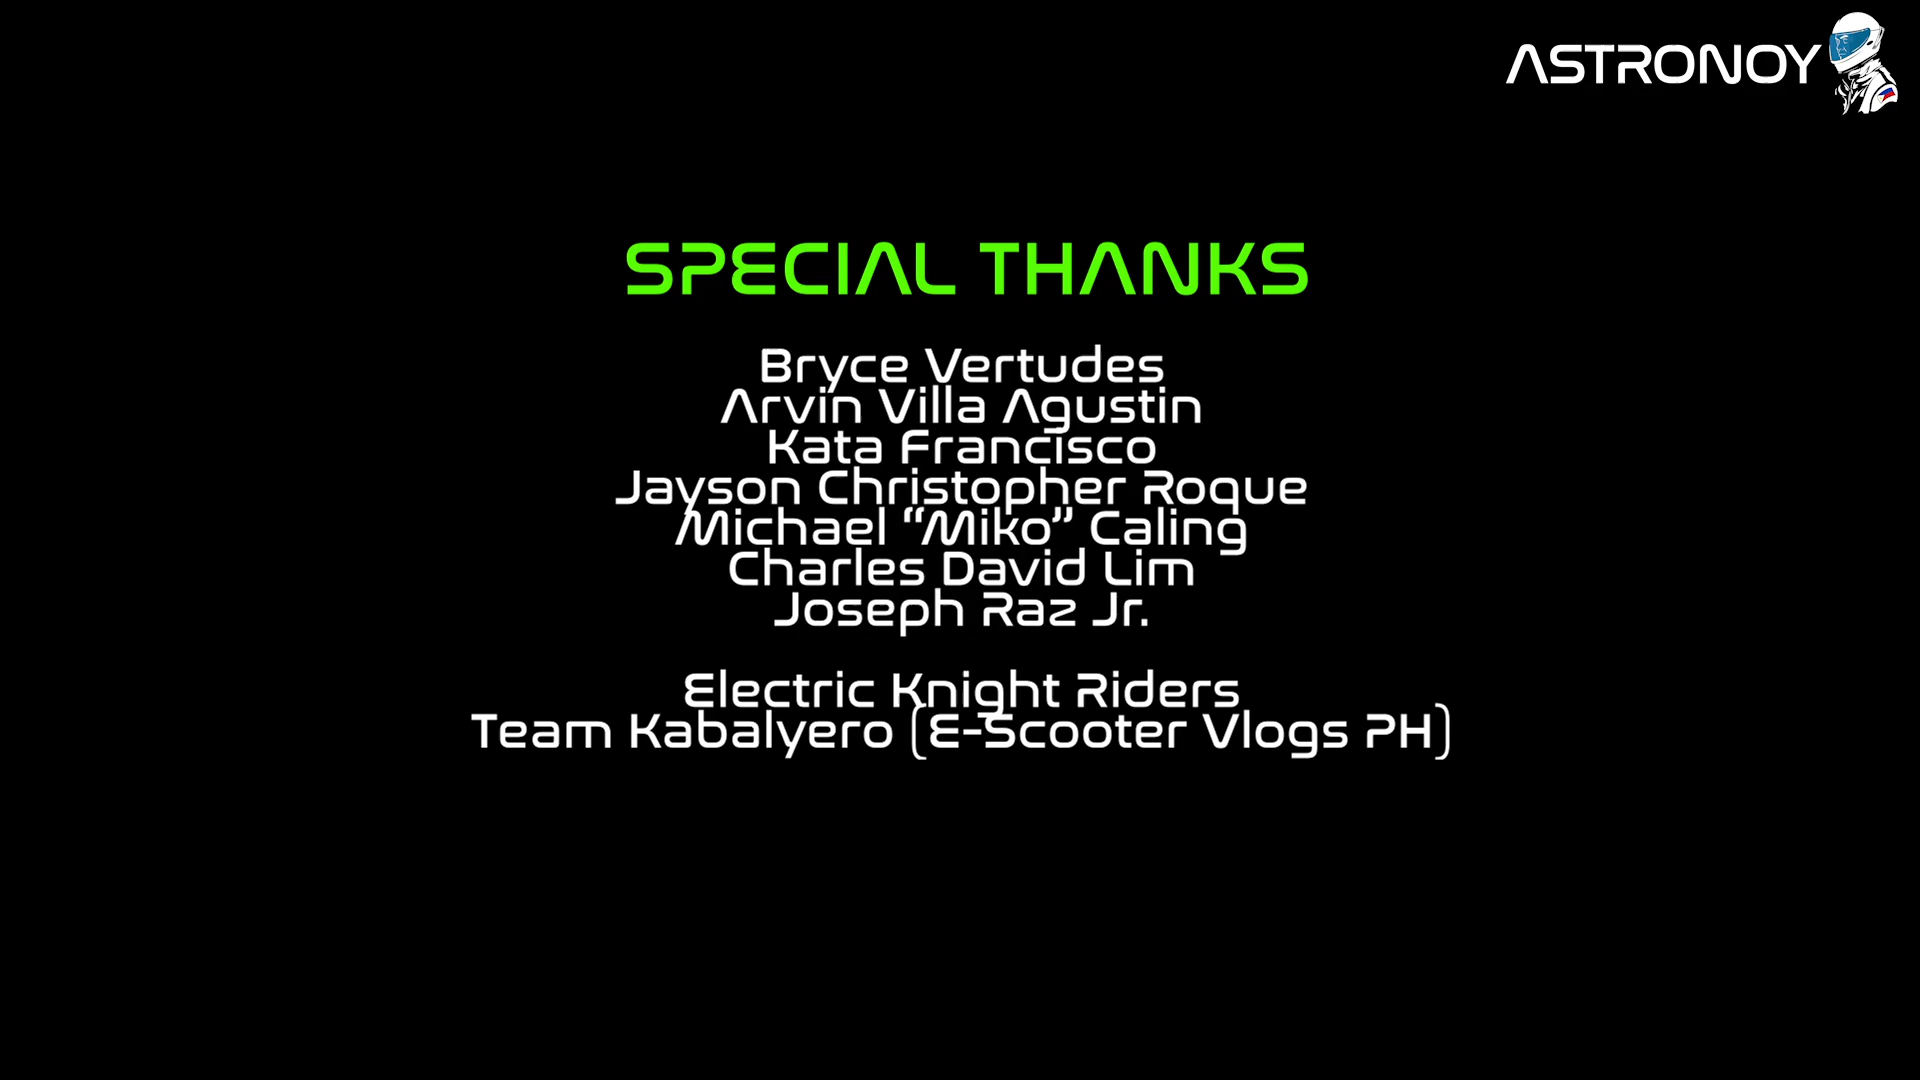 ASTRONOY
SPECIAL THANKS
Bryce Vertudes
Arvin Villa Agustin
Kata Francisco
Jayson Christopher Roque
Michael “Miko” Caling
Charles David Lim
Joseph Raz Jr.
Electric Knight Riders
Team Kabalyero (E-Scooter Vlogs PH)